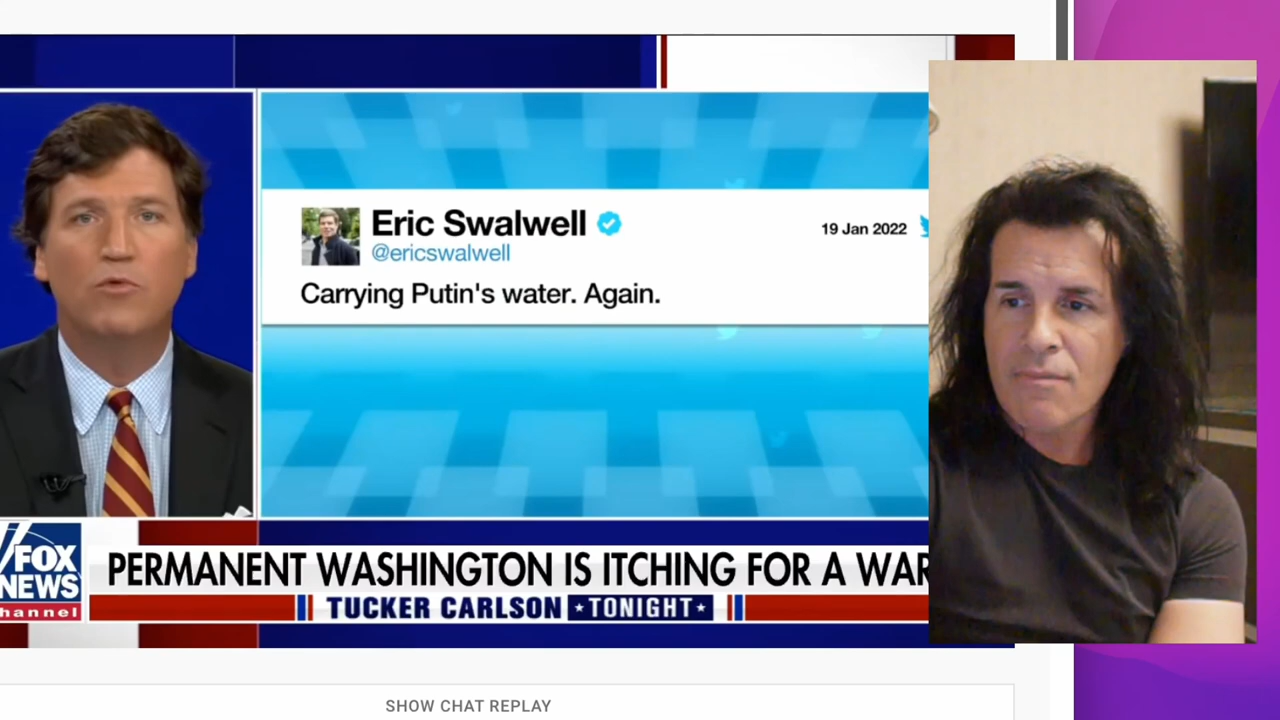 Eric Swalwell
@ericswalwell
19 Jan 2022
Carrying Putin's water. Again.
FOX
NEWS
hannel
PERMANENT WASHINGTON IS ITCHING FOR A WAR
TUCKER CARLSON TONIGHT
SHOW CHAT REPLAY